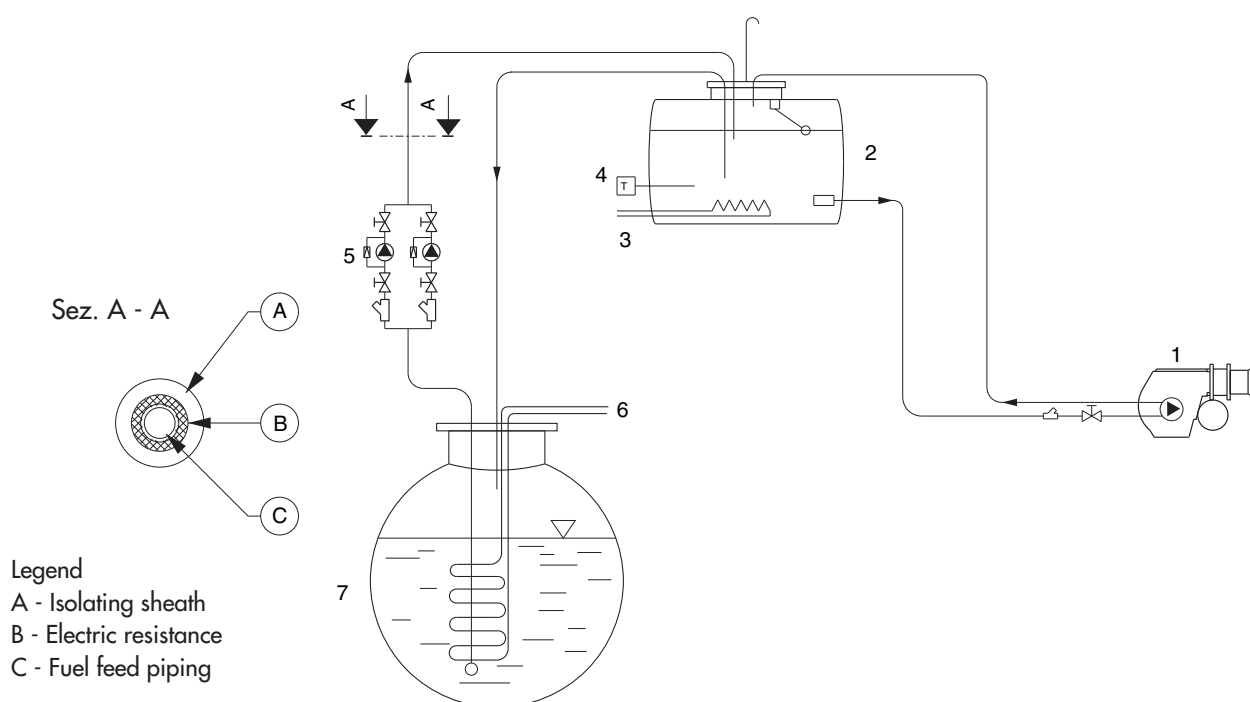 A
A
2
4
T
3
5
Sez. A - A
A
1
6
B
C
7
Legend
A - Isolating sheath
B - Electric resistance
C - Fuel feed piping